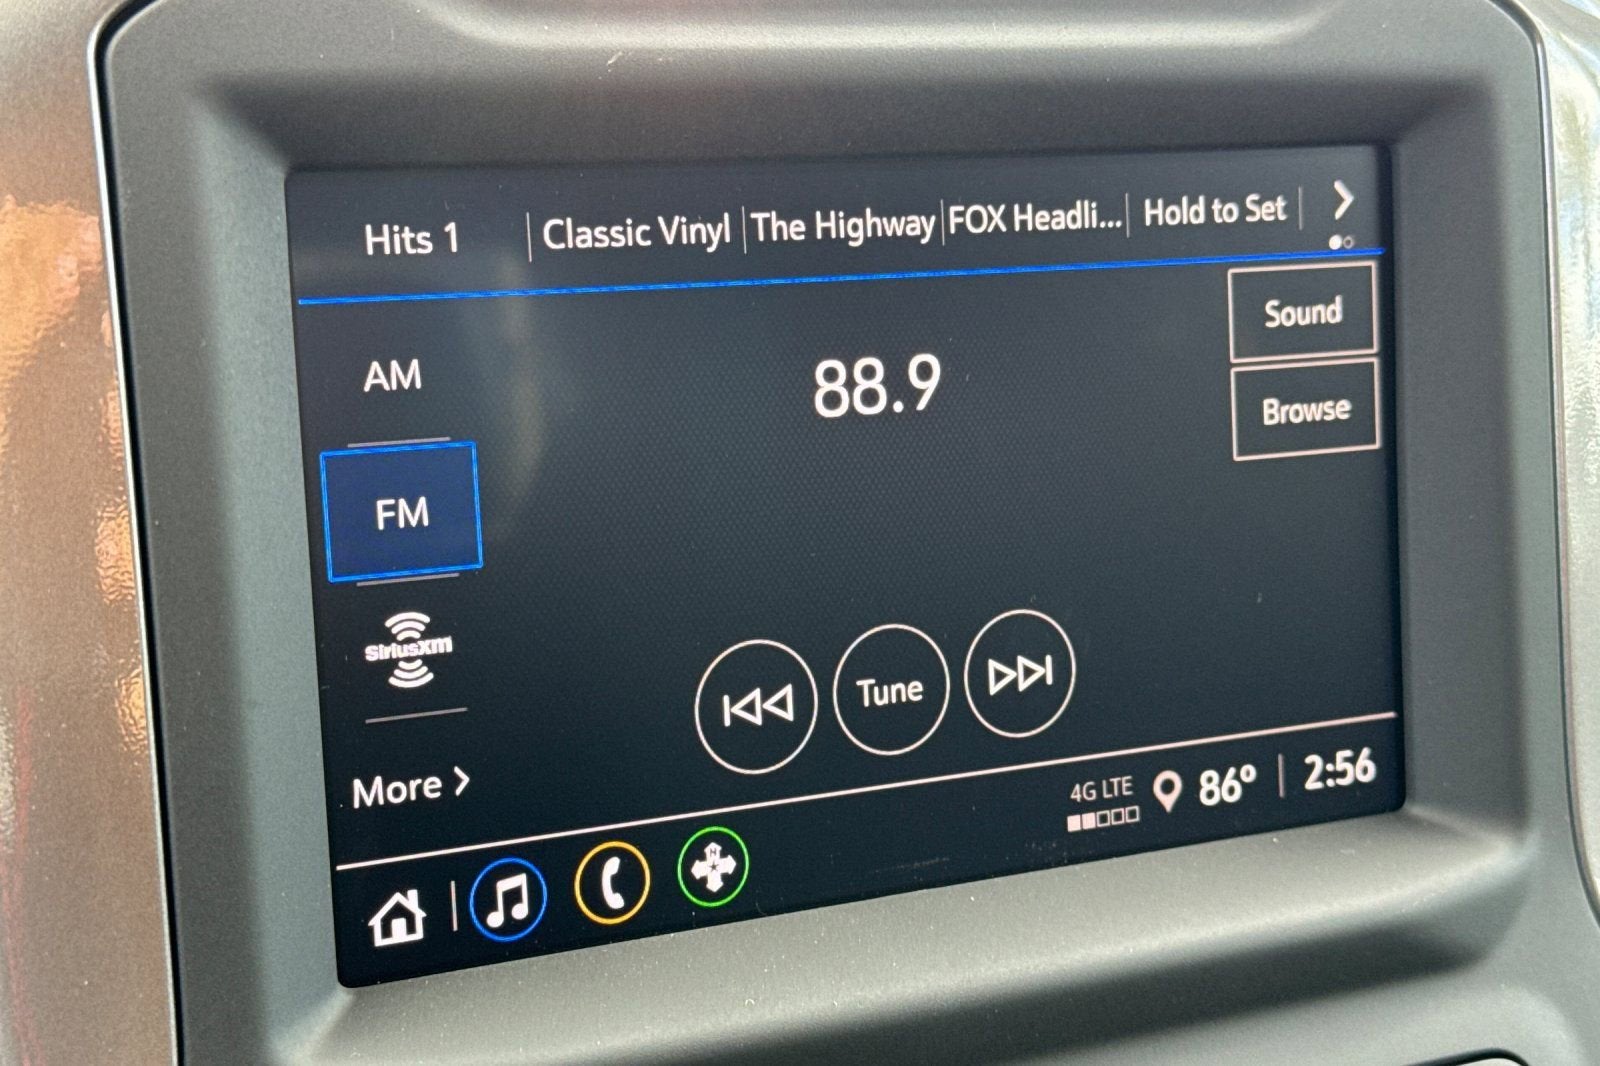 Hits 1
Classic Vinyl
The Highway
FOX Headli...
Hold to Set
Sound
AM
88.9
Browse
FM
SiriusXM
Tune
More
4G LTE
86°
2:56
N